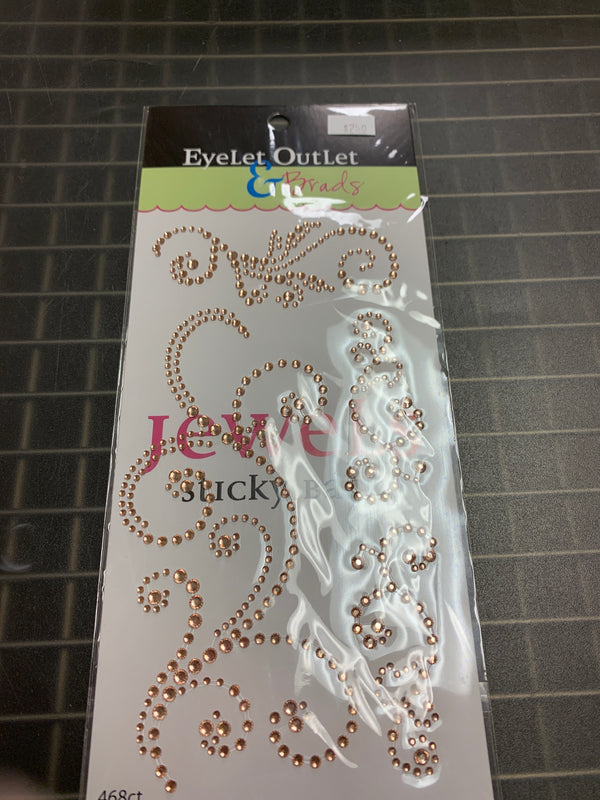 EyeLet OutLet
& Brads
Jewels
Sticky
468ct